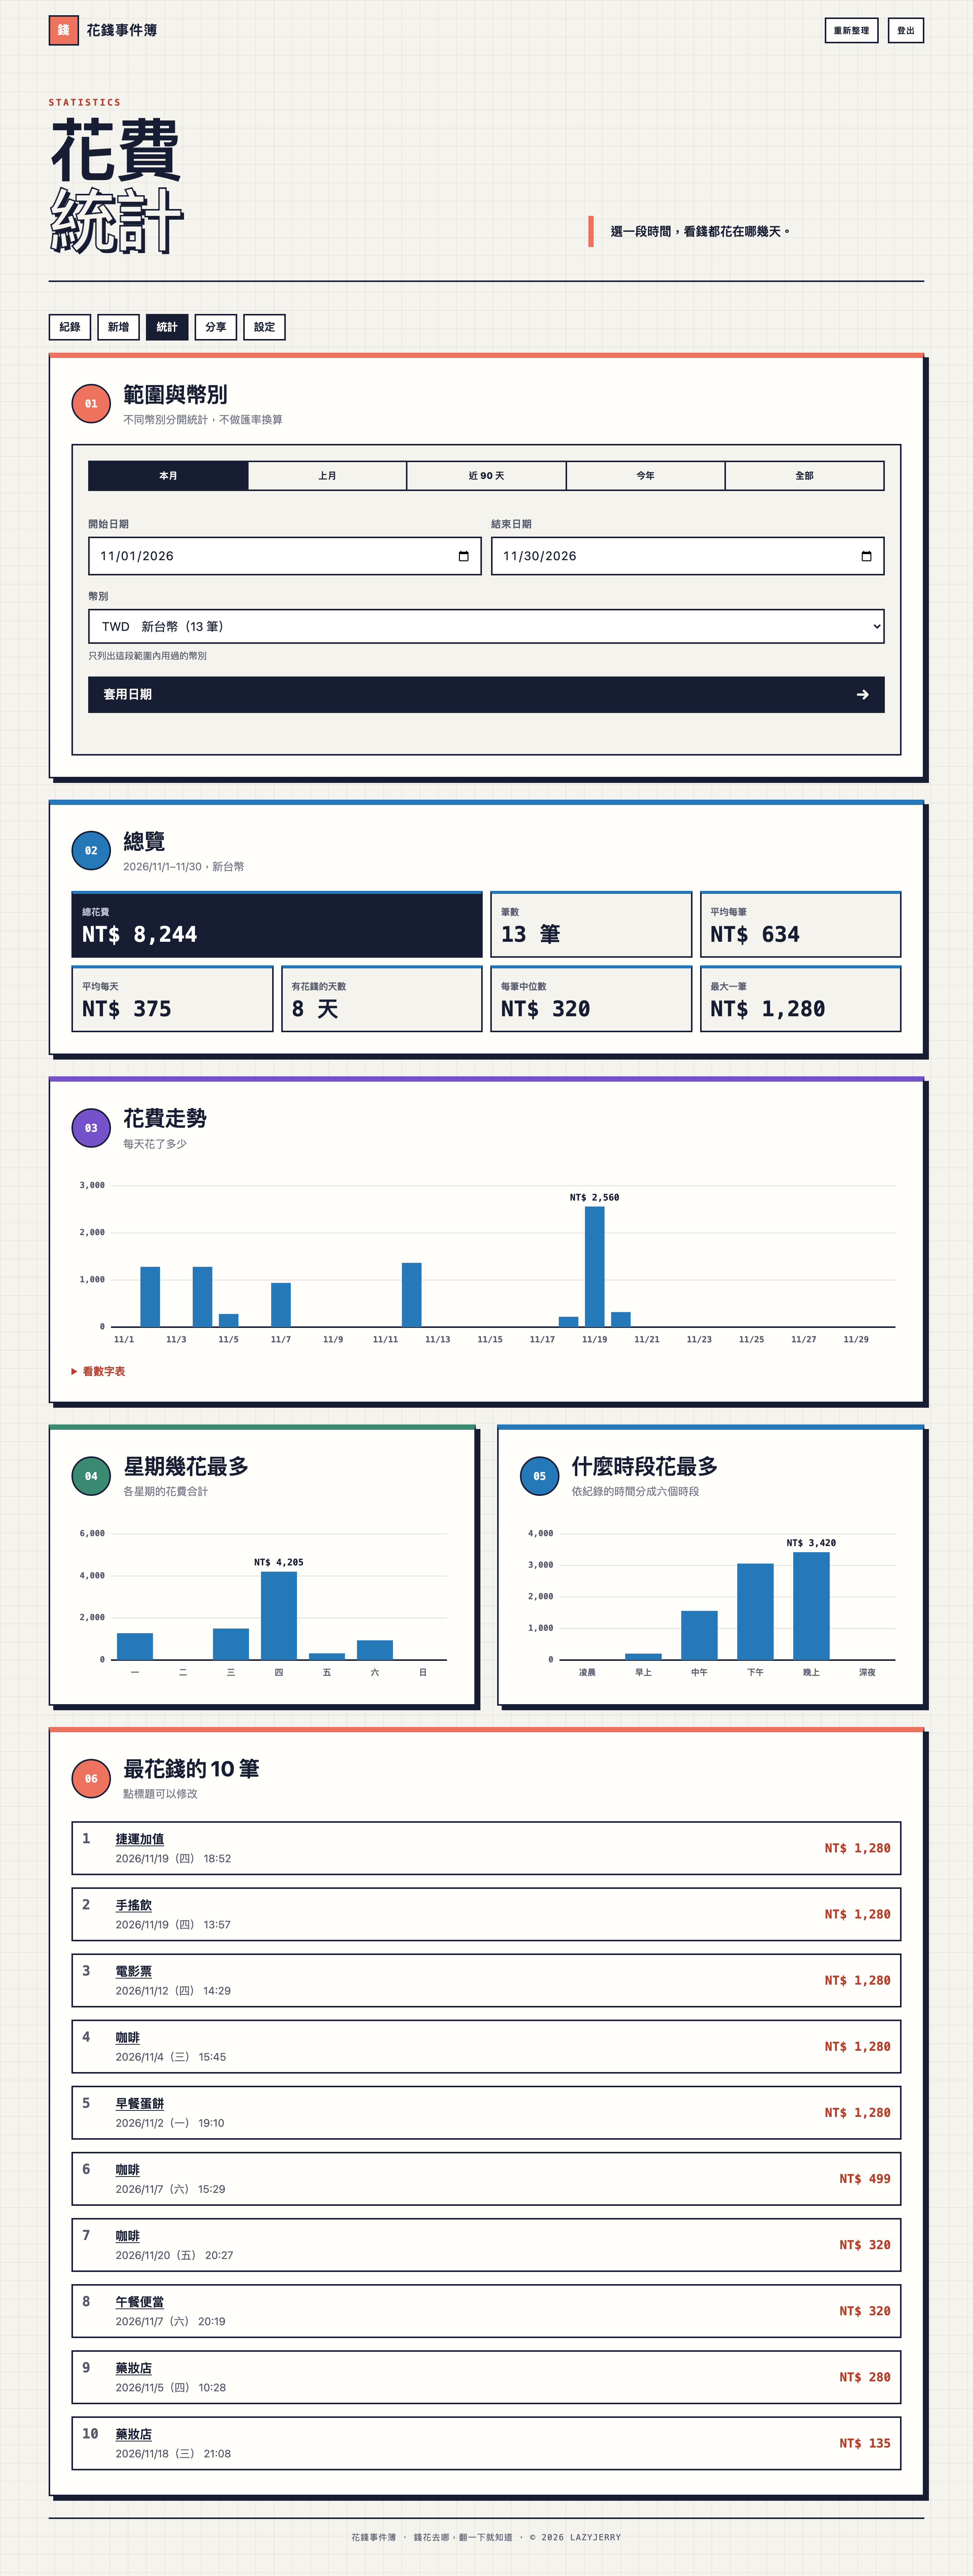 錢 花錢事件簿
重新整理 登出
STATISTICS
花費
統計
選一段時間，看錢都花在哪幾天。
紀錄 新增 統計 分享 設定
01 範圍與幣別
不同幣別分開統計，不做匯率換算
本月 上月 近 90 天 今年 全部
開始日期 結束日期
11/01/2026 11/30/2026
幣別
TWD 新台幣（13 筆）
只列出這段範圍內用過的幣別
套用日期 →
02 總覽
2026/11/1–11/30，新台幣
總花費 筆數 平均每筆
NT$ 8,244 13 筆 NT$ 634
平均每天 有花錢的天數 每筆中位數 最大一筆
NT$ 375 8 天 NT$ 320 NT$ 1,280
03 花費走勢
每天花了多少
3,000
NT$ 2,560
2,000
1,000
0
11/1 11/3 11/5 11/7 11/9 11/11 11/13 11/15 11/17 11/19 11/21 11/23 11/25 11/27 11/29
▶ 看數字表
04 星期幾花最多
各星期的花費合計
6,000
NT$ 4,205
4,000
2,000
0
一 二 三 四 五 六 日
05 什麼時段花最多
依紀錄的時間分成六個時段
4,000
NT$ 3,420
3,000
2,000
1,000
0
凌晨 早上 中午 下午 晚上 深夜
06 最花錢的 10 筆
點標題可以修改
1 捷運加值
2026/11/19（四） 18:52
NT$ 1,280
2 手搖飲
2026/11/19（四） 13:57
NT$ 1,280
3 電影票
2026/11/12（四） 14:29
NT$ 1,280
4 咖啡
2026/11/4（三） 15:45
NT$ 1,280
5 早餐蛋餅
2026/11/2（一） 19:10
NT$ 1,280
6 咖啡
2026/11/7（六） 15:29
NT$ 499
7 咖啡
2026/11/20（五） 20:27
NT$ 320
8 午餐便當
2026/11/7（六） 20:19
NT$ 320
9 藥妝店
2026/11/5（四） 10:28
NT$ 280
10 藥妝店
2026/11/18（三） 21:08
NT$ 135
花錢事件簿 · 錢花去哪，翻一下就知道 · © 2026 LAZYJERRY